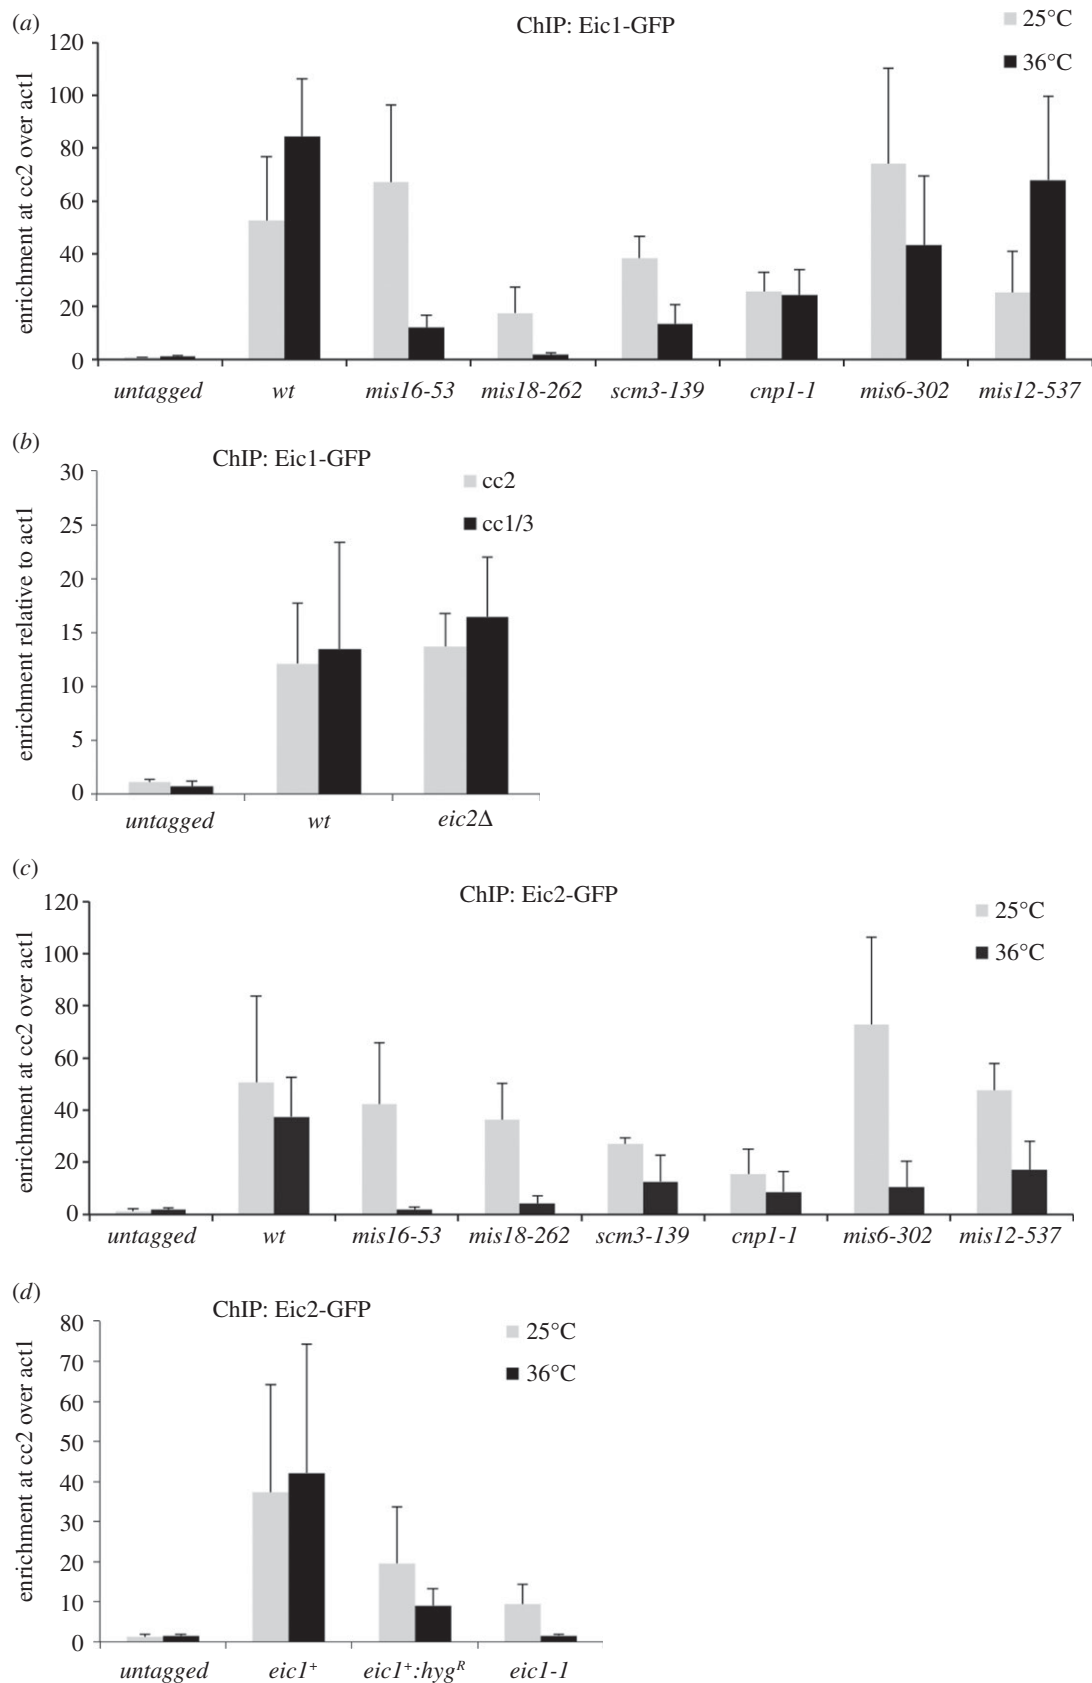 (a)
ChIP: Eic1-GFP
25°C
36°C
enrichment at cc2 over act1
120
100
80
60
40
20
0
untagged wt mis16-53 mis18-262 scm3-139 cnp1-1 mis6-302 mis12-537
(b)
ChIP: Eic1-GFP
cc2
cc1/3
enrichment relative to act1
30
25
20
15
10
5
0
untagged wt eic2Δ
(c)
ChIP: Eic2-GFP
25°C
36°C
enrichment at cc2 over act1
120
100
80
60
40
20
0
untagged wt mis16-53 mis18-262 scm3-139 cnp1-1 mis6-302 mis12-537
(d)
ChIP: Eic2-GFP
25°C
36°C
enrichment at cc2 over act1
80
70
60
50
40
30
20
10
0
untagged eic1⁺ eic1⁺:hygᴿ eic1-1